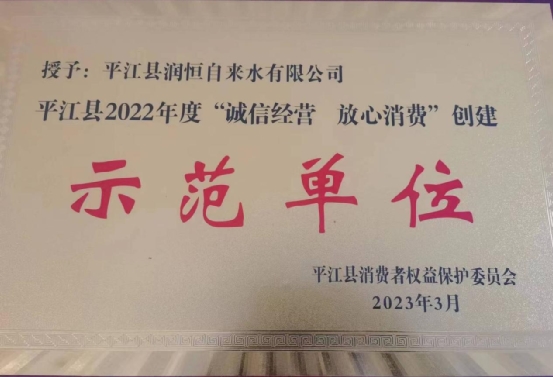 授予：平江县润恒自来水有限公司
平江县2022年度“诚信经营 放心消费”创建
示范单位
平江县消费者权益保护委员会
2023年3月